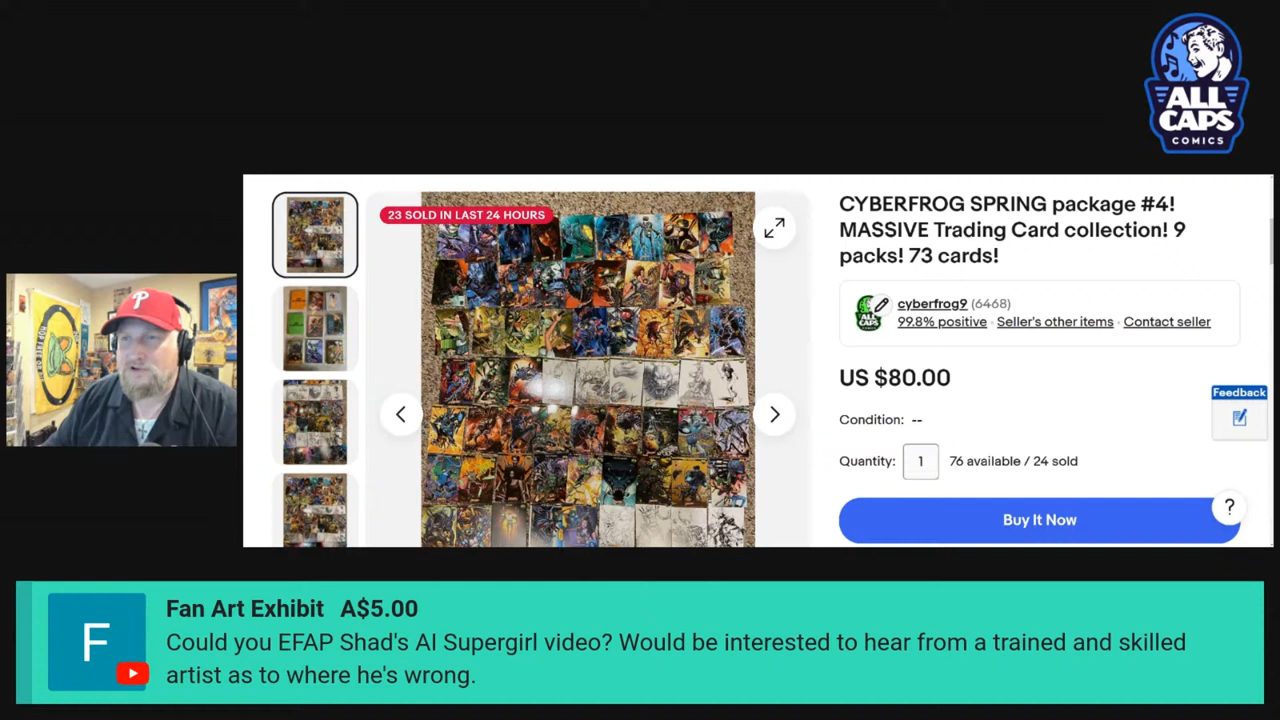 ALL
CAPS
COMICS
23 SOLD IN LAST 24 HOURS
CYBERFROG SPRING package #4!
MASSIVE Trading Card collection! 9
packs! 73 cards!
ALL
CAPS
cyberfrog9 (6468)
99.8% positive · Seller's other items · Contact seller
US $80.00
Feedback
Condition: --
Quantity: 1 76 available / 24 sold
Buy It Now
?
P
F
Fan Art Exhibit A$5.00
Could you EFAP Shad's AI Supergirl video? Would be interested to hear from a trained and skilled
artist as to where he's wrong.